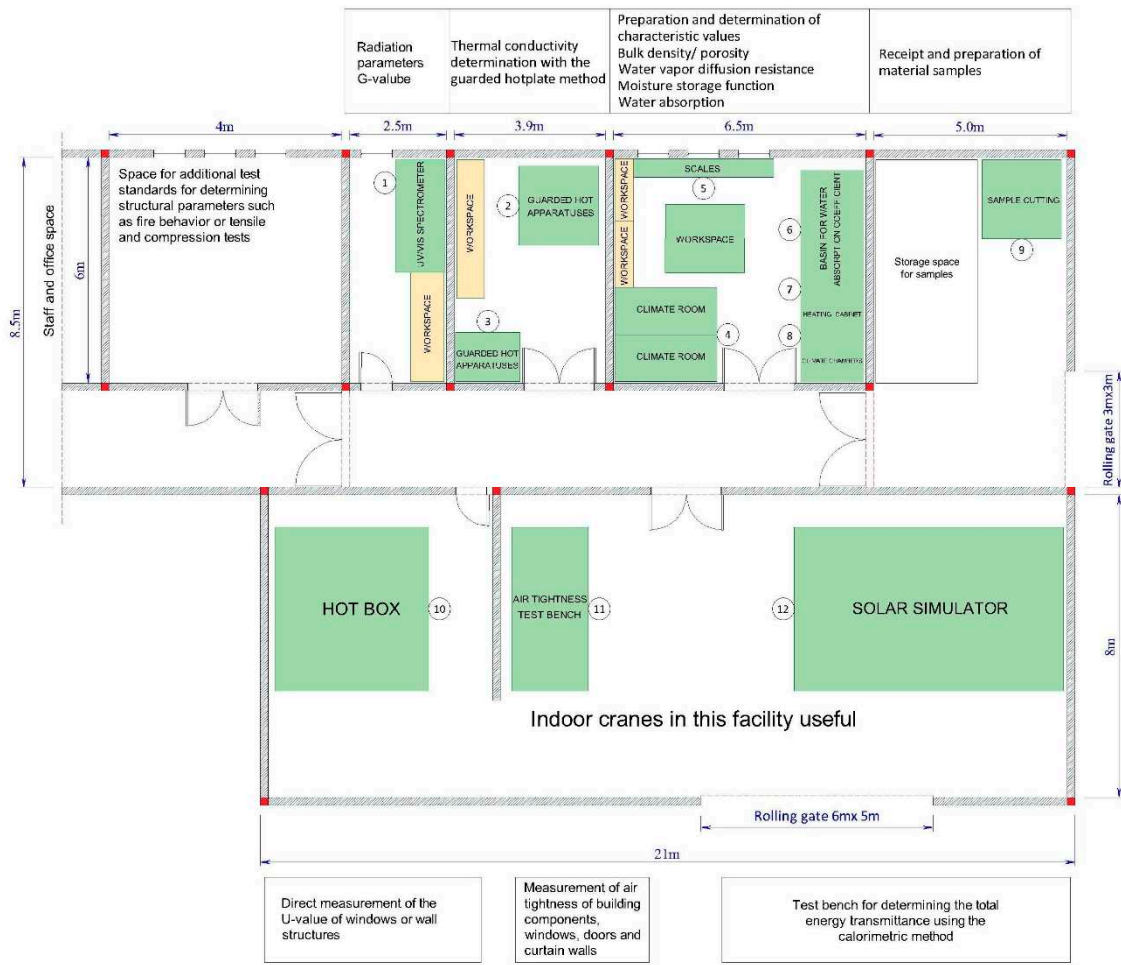 Radiation
parameters
G-valube
Thermal conductivity
determination with the
guarded hotplate method
Preparation and determination of
characteristic values
Bulk density/ porosity
Water vapor diffusion resistance
Moisture storage function
Water absorption
Receipt and preparation of
material samples
4m
2.5m
3.9m
6.5m
5.0m
8.5m
Staff and office space
6m
Space for additional test
standards for determining
structural parameters such
as fire behavior or tensile
and compression tests
1
UV/VIS SPECTROMETER
WORKSPACE
WORKSPACE
2
GUARDED HOT
APPARATUSES
3
GUARDED HOT
APPARATUSES
WORKSPACE
WORKSPACE
SCALES
5
WORKSPACE
CLIMATE ROOM
4
CLIMATE ROOM
6
BASIN FOR WATER
ABSORPT ON COEFF CIENT
7
HEATING CABINET
8
CLIMATE CHAMBERS
Storage space
for samples
SAMPLE CUTTING
9
Rolling gate 3mx3m
HOT BOX
10
AIR TIGHTNESS
TEST BENCH
11
12
SOLAR SIMULATOR
8m
Indoor cranes in this facility useful
Rolling gate 6mx 5m
21m
Direct measurement of the
U-value of windows or wall
structures
Measurement of air
tightness of building
components,
windows, doors and
curtain walls
Test bench for determining the total
energy transmittance using the
calorimetric method